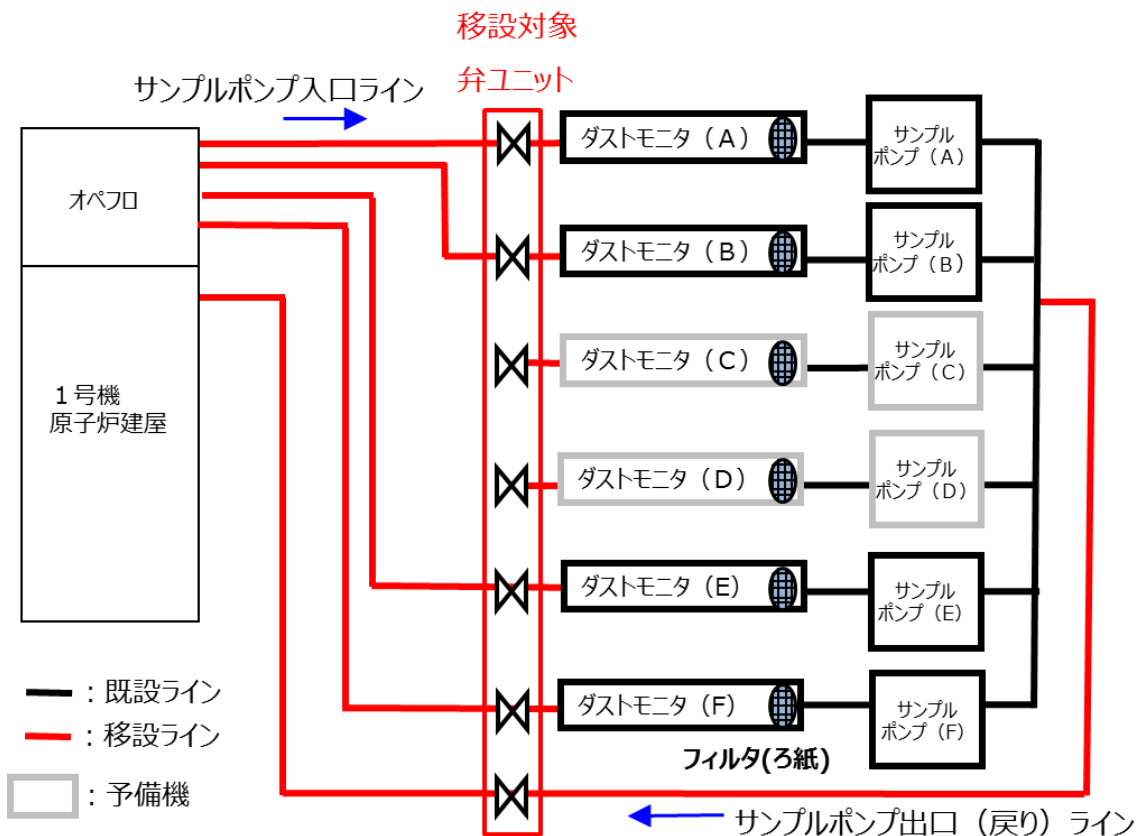 移設対象
弁ユニット
サンプルポンプ入口ライン
オペフロ
1号機
原子炉建屋
ダストモニタ（A）
サンプル
ポンプ（A）
ダストモニタ（B）
サンプル
ポンプ（B）
ダストモニタ（C）
サンプル
ポンプ（C）
ダストモニタ（D）
サンプル
ポンプ（D）
ダストモニタ（E）
サンプル
ポンプ（E）
ダストモニタ（F）
サンプル
ポンプ（F）
フィルタ(ろ紙)
：既設ライン
：移設ライン
：予備機
サンプルポンプ出口（戻り）ライン